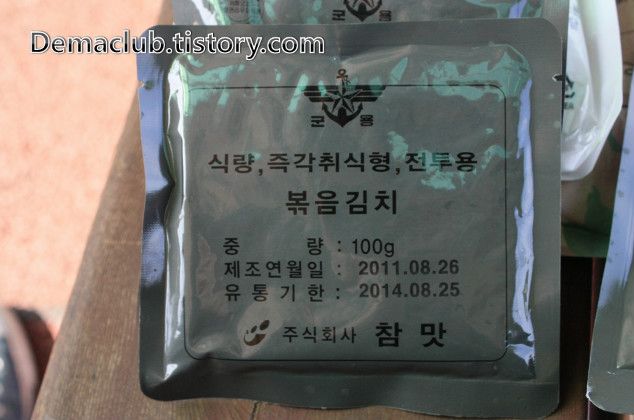 Demaclub.tistory.com
군 용
식량,즉각취식형,전투용
볶음김치
중 량 : 100g
제조연월일 : 2011.08.26
유통기한 : 2014.08.25
주식회사 참맛